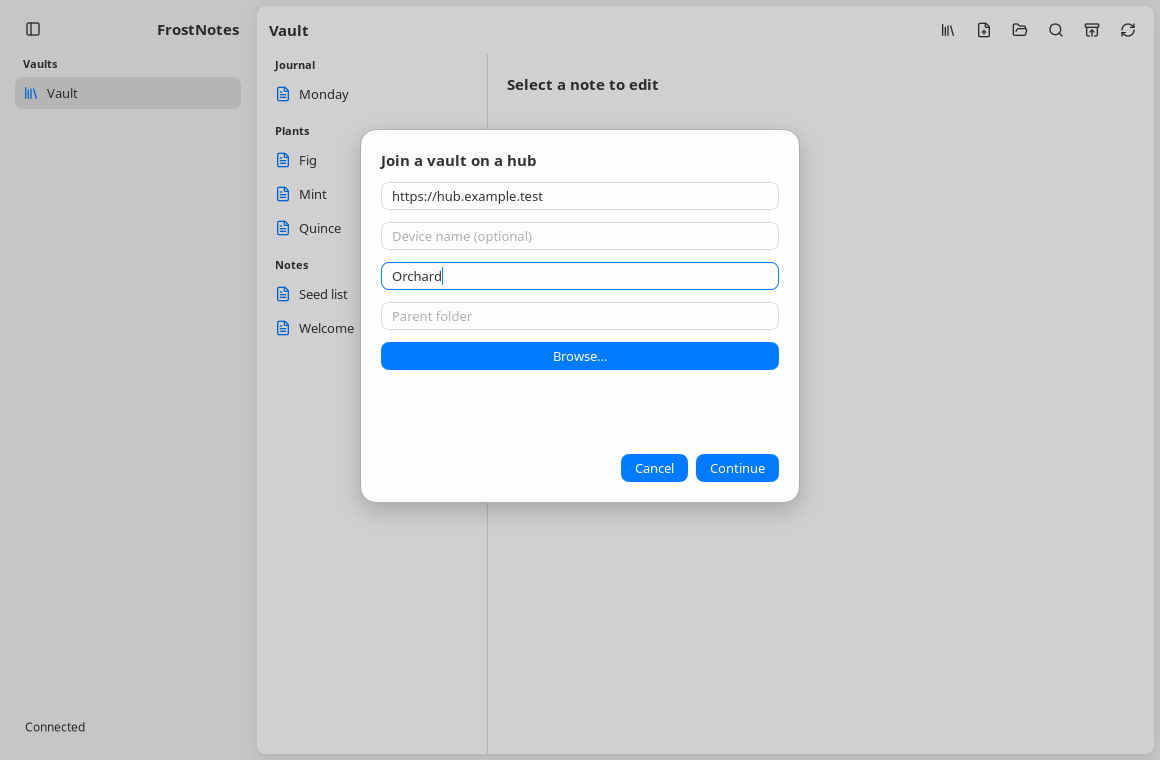 FrostNotes
Vaults
Vault
Connected
Vault
Journal
Monday
Plants
Fig
Mint
Quince
Notes
Seed list
Welcome
Select a note to edit
Join a vault on a hub
https://hub.example.test
Device name (optional)
Orchard
Parent folder
Browse...
Cancel
Continue